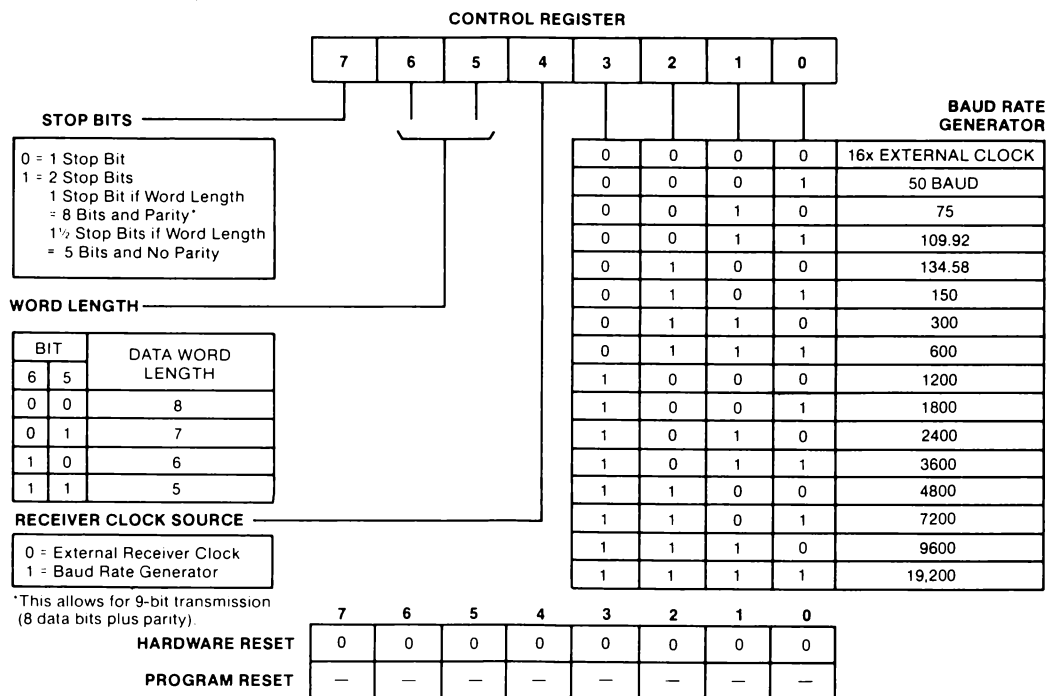 CONTROL REGISTER
7 6 5 4 3 2 1 0
STOP BITS
0 = 1 Stop Bit
1 = 2 Stop Bits
1 Stop Bit if Word Length
= 8 Bits and Parity*
1½ Stop Bits if Word Length
= 5 Bits and No Parity
WORD LENGTH
BIT DATA WORD
6 5 LENGTH
0 0 8
0 1 7
1 0 6
1 1 5
RECEIVER CLOCK SOURCE
0 = External Receiver Clock
1 = Baud Rate Generator
*This allows for 9-bit transmission
(8 data bits plus parity).
BAUD RATE
GENERATOR
0 0 0 0 16x EXTERNAL CLOCK
0 0 0 1 50 BAUD
0 0 1 0 75
0 0 1 1 109.92
0 1 0 0 134.58
0 1 0 1 150
0 1 1 0 300
0 1 1 1 600
1 0 0 0 1200
1 0 0 1 1800
1 0 1 0 2400
1 0 1 1 3600
1 1 0 0 4800
1 1 0 1 7200
1 1 1 0 9600
1 1 1 1 19,200
7 6 5 4 3 2 1 0
HARDWARE RESET 0 0 0 0 0 0 0 0
PROGRAM RESET — — — — — — — —